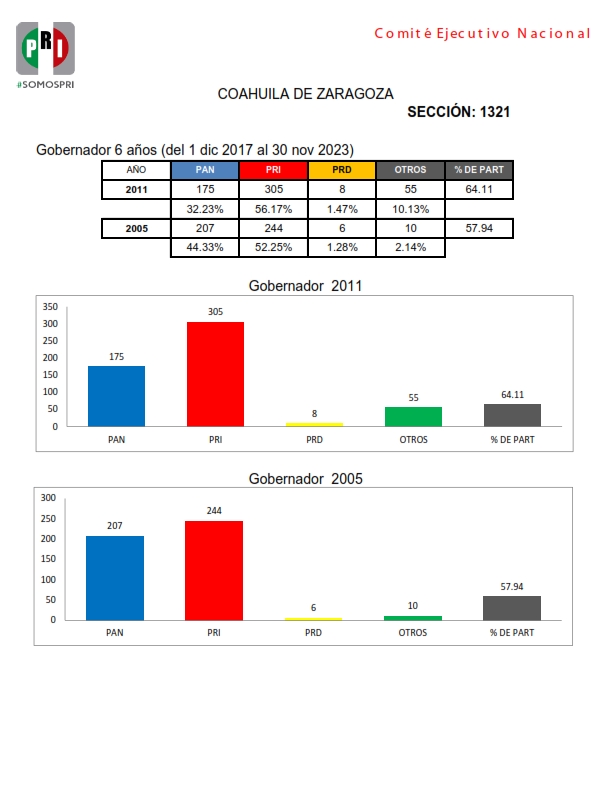 PRI
#SOMOSPRI
Comité Ejecutivo Nacional
COAHUILA DE ZARAGOZA
SECCIÓN: 1321
Gobernador 6 años (del 1 dic 2017 al 30 nov 2023)
AÑO PAN PRI PRD OTROS % DE PART
2011 175 305 8 55 64.11
32.23% 56.17% 1.47% 10.13%
2005 207 244 6 10 57.94
44.33% 52.25% 1.28% 2.14%
Gobernador 2011
350
300
250
200
150
100
50
0
175
305
8
55
64.11
PAN PRI PRD OTROS % DE PART
Gobernador 2005
300
250
200
150
100
50
0
207
244
6
10
57.94
PAN PRI PRD OTROS % DE PART